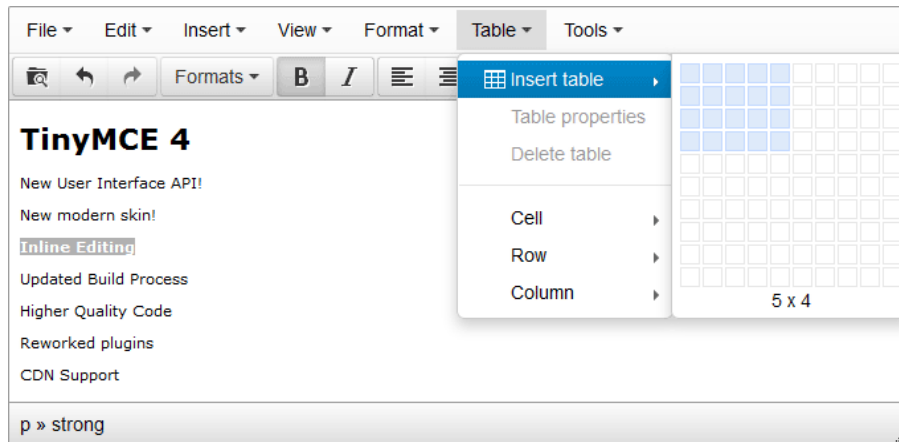 File Edit Insert View Format Table Tools
Formats B I
Insert table
Table properties
Delete table
Cell
Row
Column
5 x 4
TinyMCE 4
New User Interface API!
New modern skin!
Inline Editing
Updated Build Process
Higher Quality Code
Reworked plugins
CDN Support
p » strong